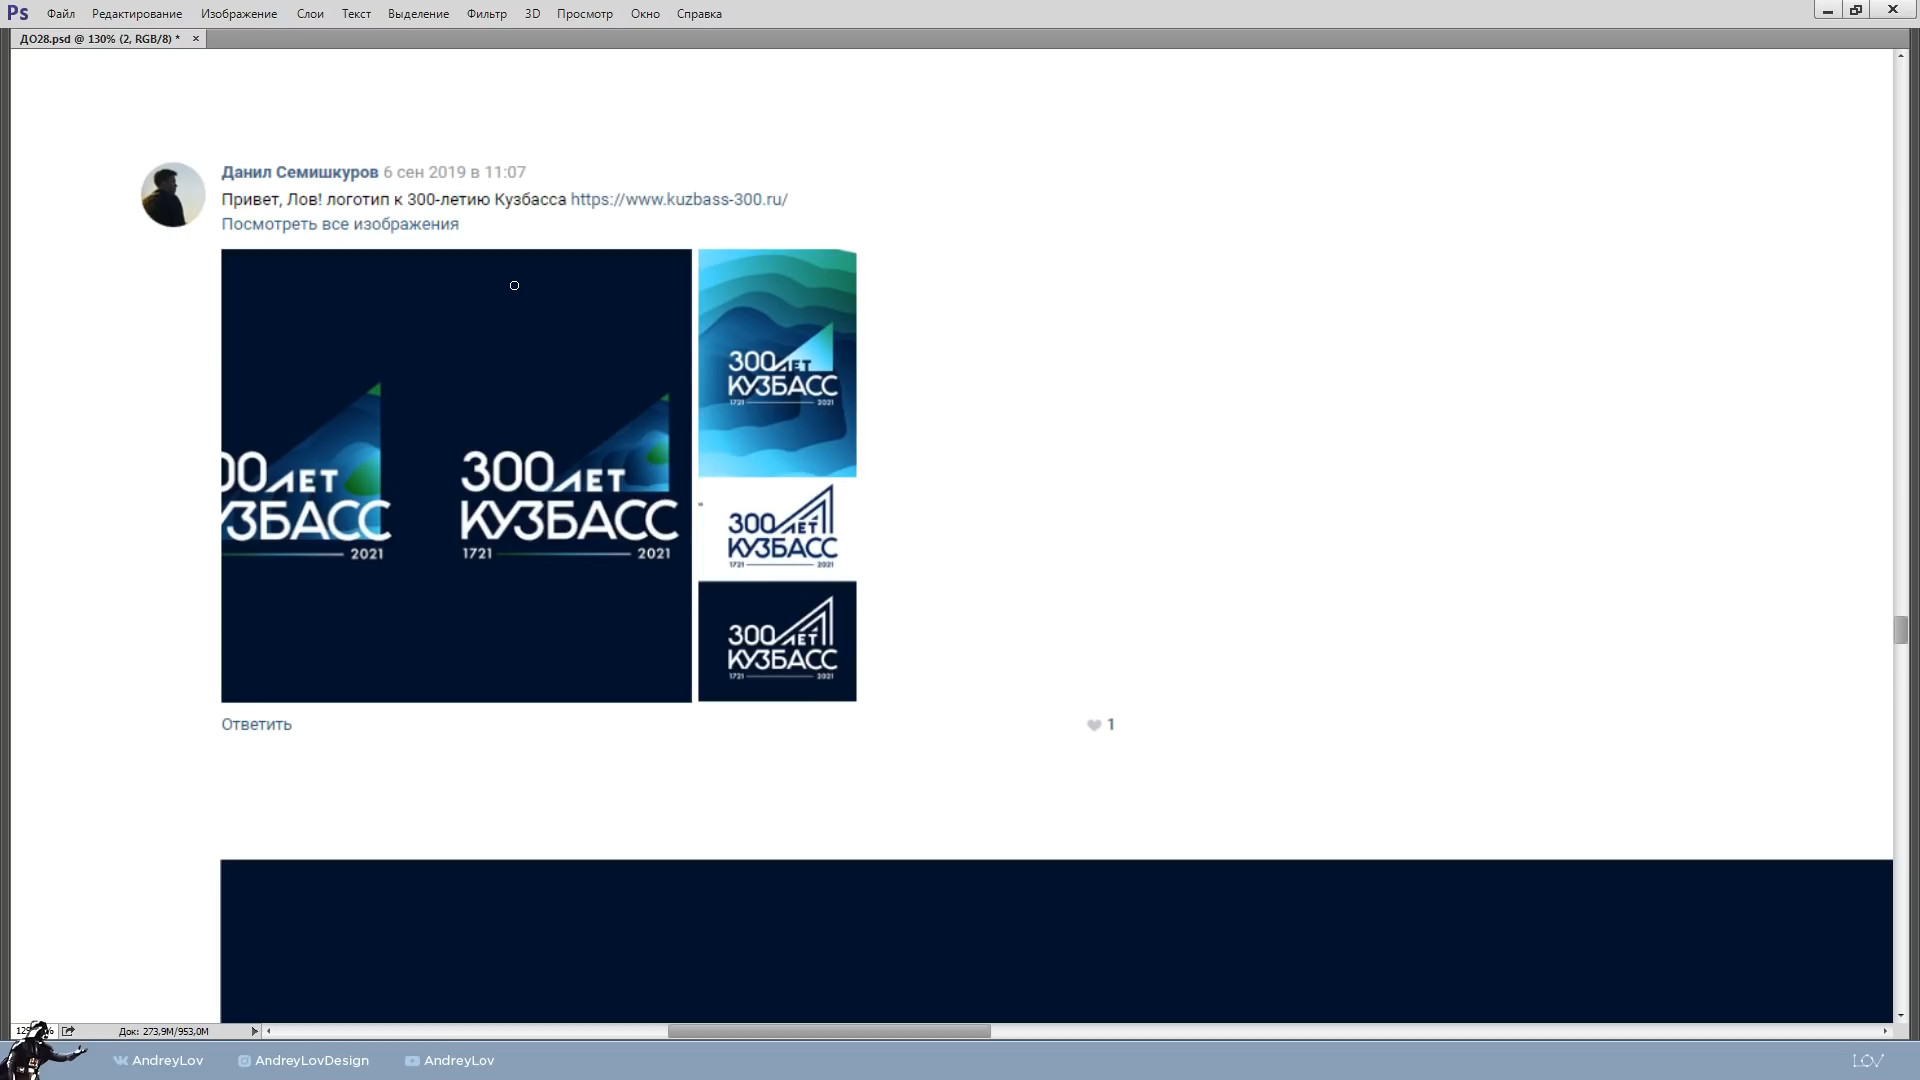 Ps Файл Редактирование Изображение Слои Текст Выделение Фильтр 3D Просмотр Окно Справка
ДО28.psd @ 130% (2, RGB/8) * ×
Данил Семишкуров 6 сен 2019 в 11:07
Привет, Лов! логотип к 300-летию Кузбасса https://www.kuzbass-300.ru/
Посмотреть все изображения
00 ЛЕТ
УЗБАСС
2021
300 ЛЕТ
КУЗБАСС
1721 2021
300 ЛЕТ
КУЗБАСС
1721 2021
300 ЛЕТ
КУЗБАСС
1721 2021
300 ЛЕТ
КУЗБАСС
1721 2021
Ответить
1
Док: 273,9M/953,0M
AndreyLov AndreyLovDesign AndreyLov
LOV